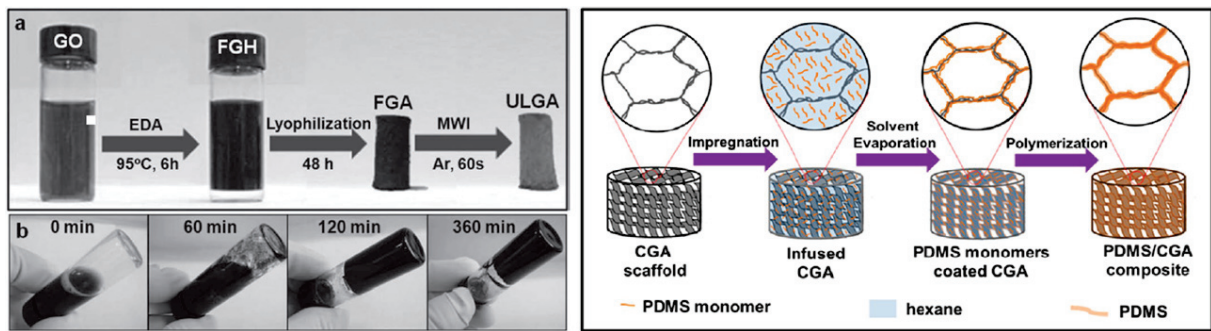 a
GO
FGH
FGA
ULGA
EDA
95°C, 6h
Lyophilization
48 h
MWI
Ar, 60s
b
0 min
60 min
120 min
360 min
Impregnation
Solvent
Evaporation
Polymerization
CGA
scaffold
Infused
CGA
PDMS monomers
coated CGA
PDMS/CGA
composite
PDMS monomer
hexane
PDMS